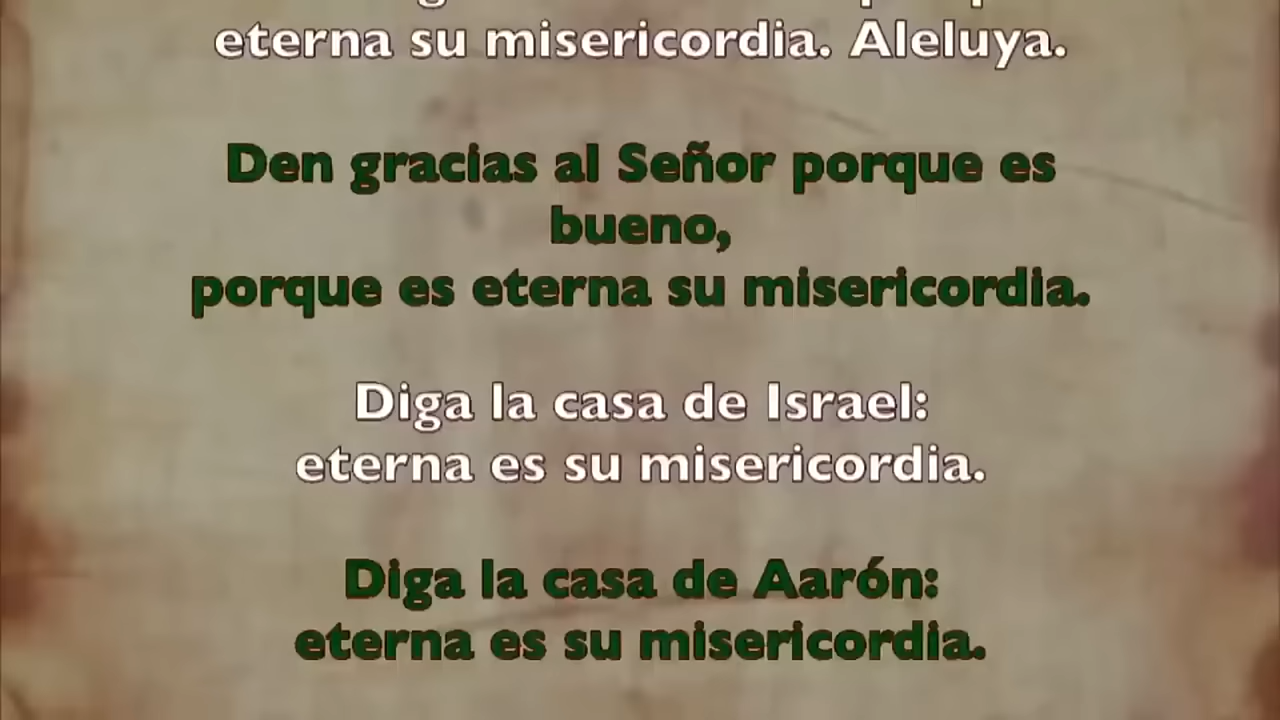 eterna su misericordia. Aleluya.
Den gracias al Señor porque es
bueno,
porque es eterna su misericordia.
Diga la casa de Israel:
eterna es su misericordia.
Diga la casa de Aarón:
eterna es su misericordia.